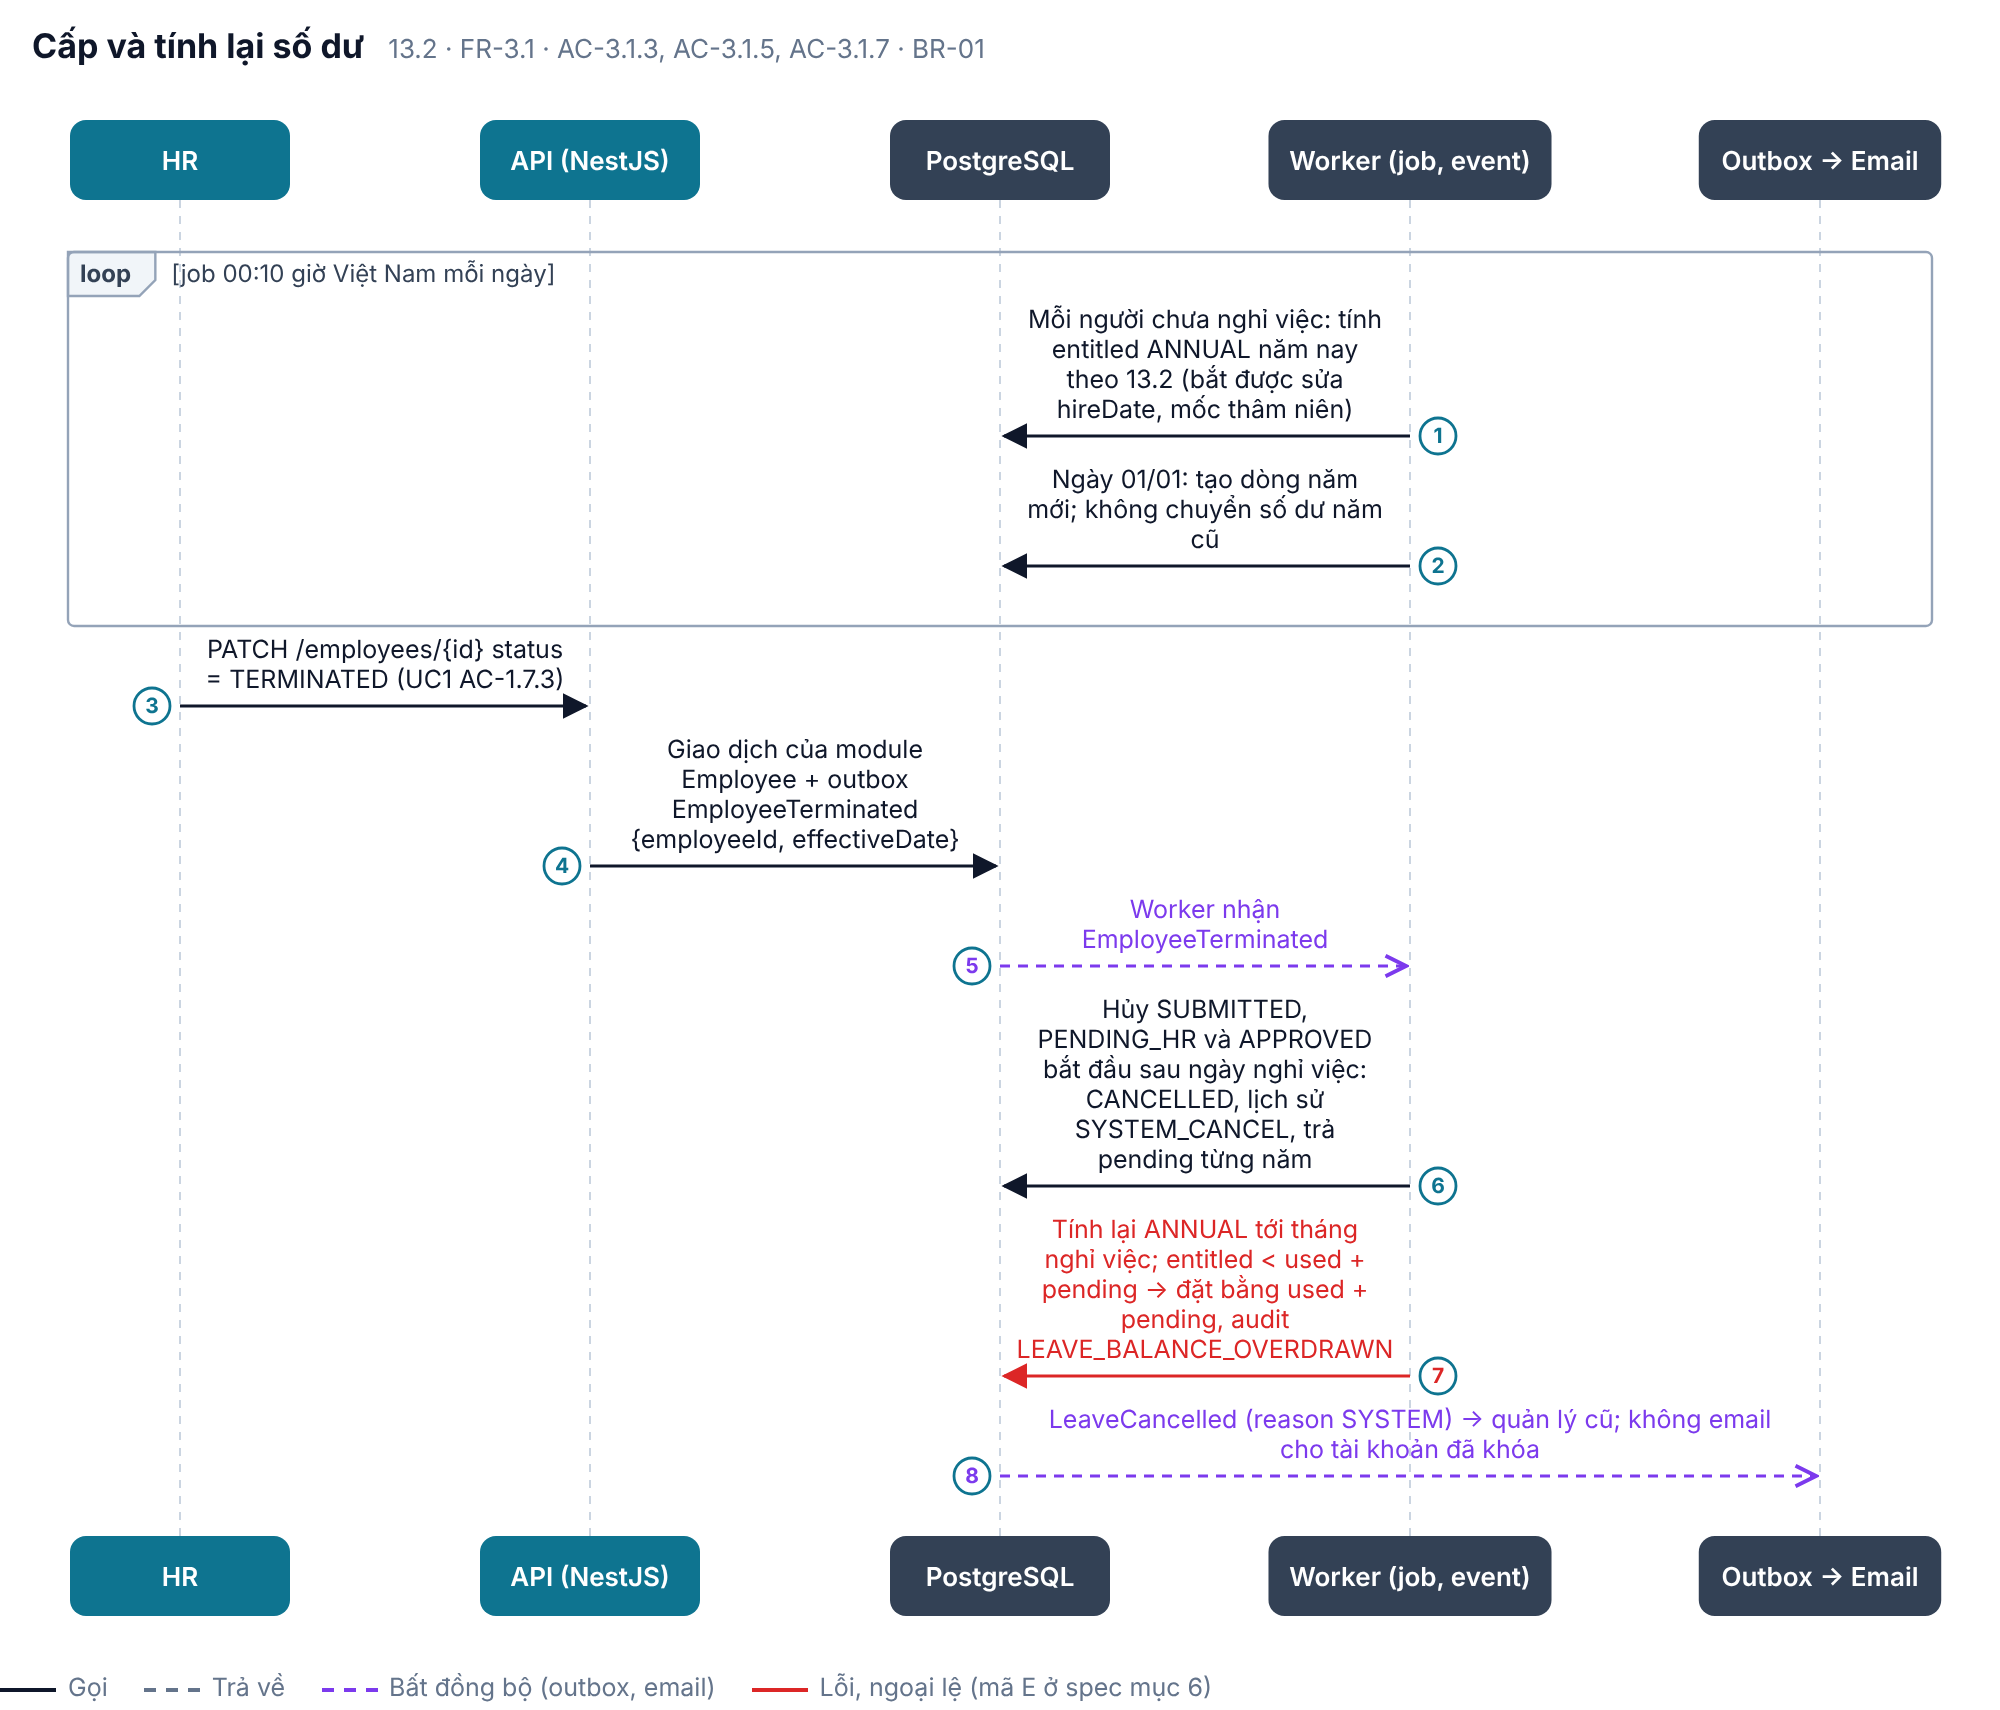 Cấp và tính lại số dư 13.2 · FR-3.1 · AC-3.1.3, AC-3.1.5, AC-3.1.7 · BR-01
HR
API (NestJS)
PostgreSQL
Worker (job, event)
Outbox → Email
loop [job 00:10 giờ Việt Nam mỗi ngày]
Mỗi người chưa nghỉ việc: tính
entitled ANNUAL năm nay
theo 13.2 (bắt được sửa
hireDate, mốc thâm niên)
1
Ngày 01/01: tạo dòng năm
mới; không chuyển số dư năm
cũ
2
PATCH /employees/{id} status
= TERMINATED (UC1 AC-1.7.3)
3
Giao dịch của module
Employee + outbox
EmployeeTerminated
{employeeId, effectiveDate}
4
Worker nhận
EmployeeTerminated
5
Hủy SUBMITTED,
PENDING_HR và APPROVED
bắt đầu sau ngày nghỉ việc:
CANCELLED, lịch sử
SYSTEM_CANCEL, trả
pending từng năm
6
Tính lại ANNUAL tới tháng
nghỉ việc; entitled < used +
pending → đặt bằng used +
pending, audit
LEAVE_BALANCE_OVERDRAWN
7
LeaveCancelled (reason SYSTEM) → quản lý cũ; không email
cho tài khoản đã khóa
8
HR
API (NestJS)
PostgreSQL
Worker (job, event)
Outbox → Email
Gọi
Trả về
Bất đồng bộ (outbox, email)
Lỗi, ngoại lệ (mã E ở spec mục 6)